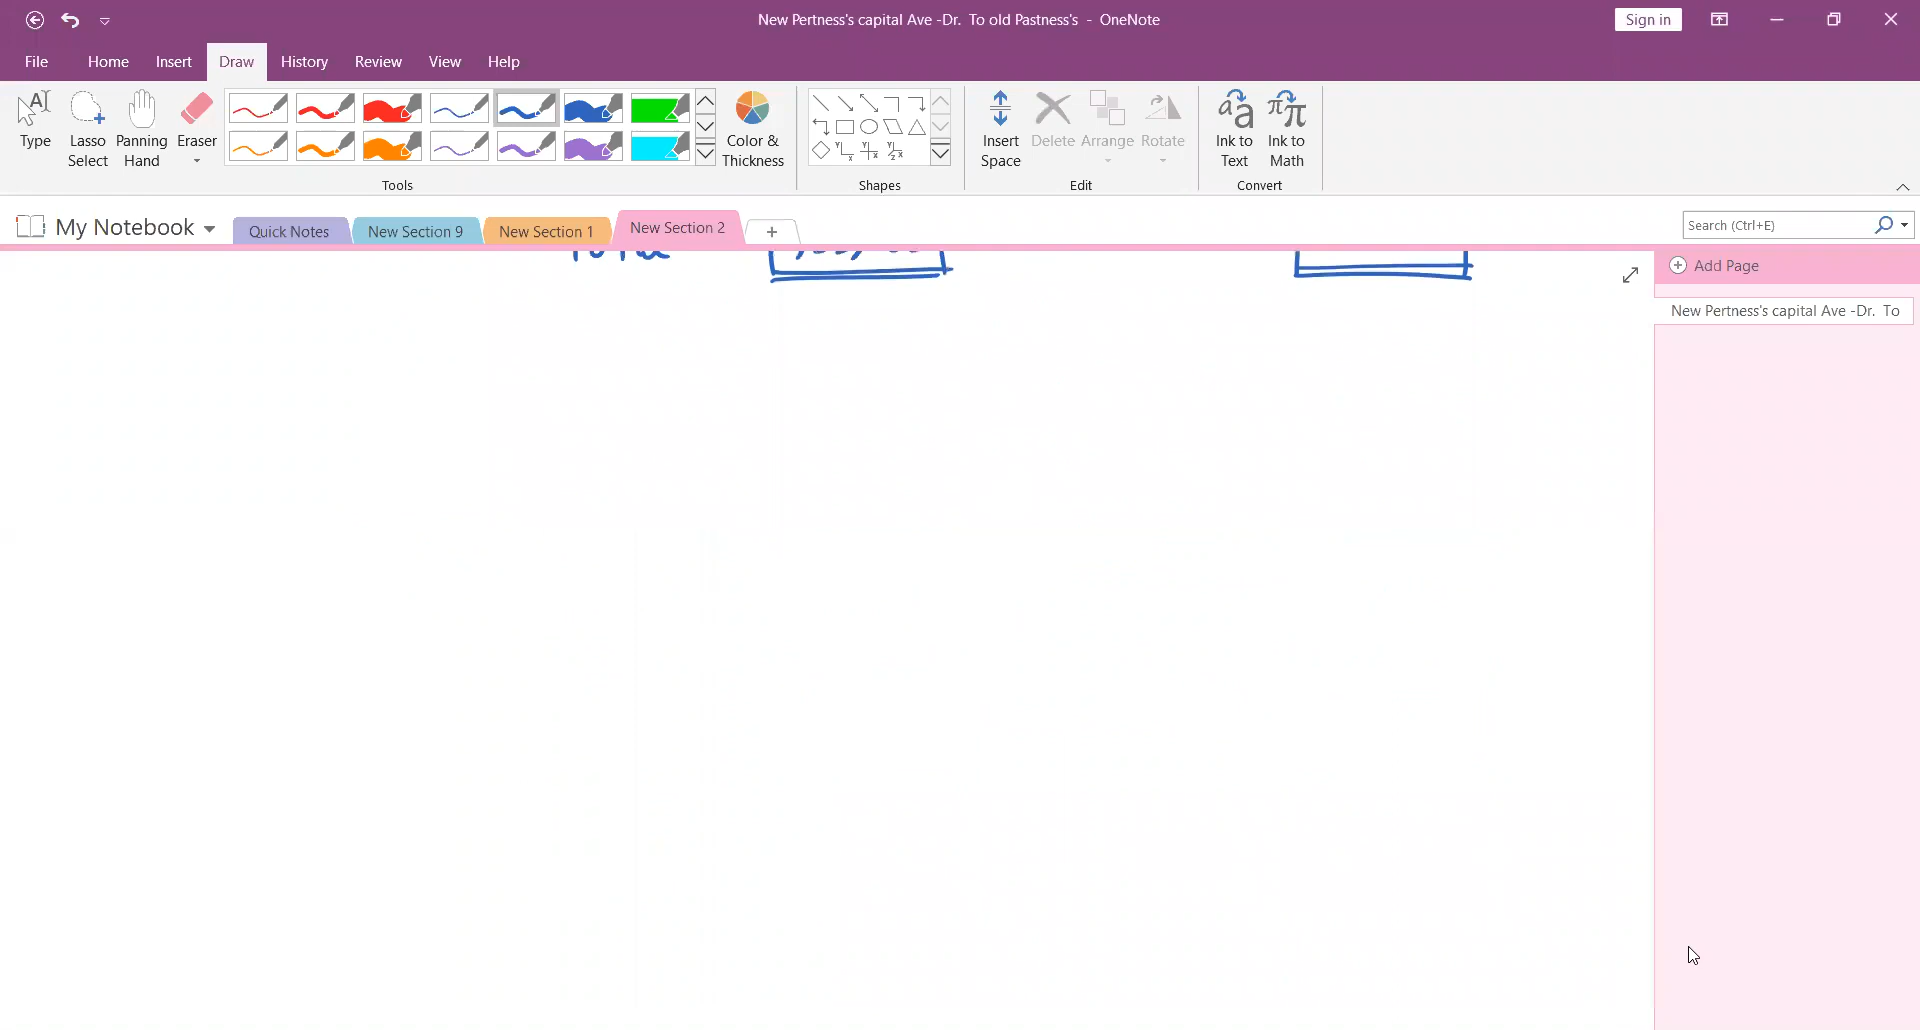 New Pertness's capital Ave -Dr.  To old Pastness's  -  OneNote
Sign in
File
Home
Insert
Draw
History
Review
View
Help
Type
Lasso Select
Panning Hand
Eraser
Color & Thickness
Insert Space
Delete
Arrange
Rotate
Ink to Text
Ink to Math
Tools
Shapes
Edit
Convert
My Notebook
Quick Notes
New Section 9
New Section 1
New Section 2
Search (Ctrl+E)
Add Page
New Pertness's capital Ave -Dr.  To